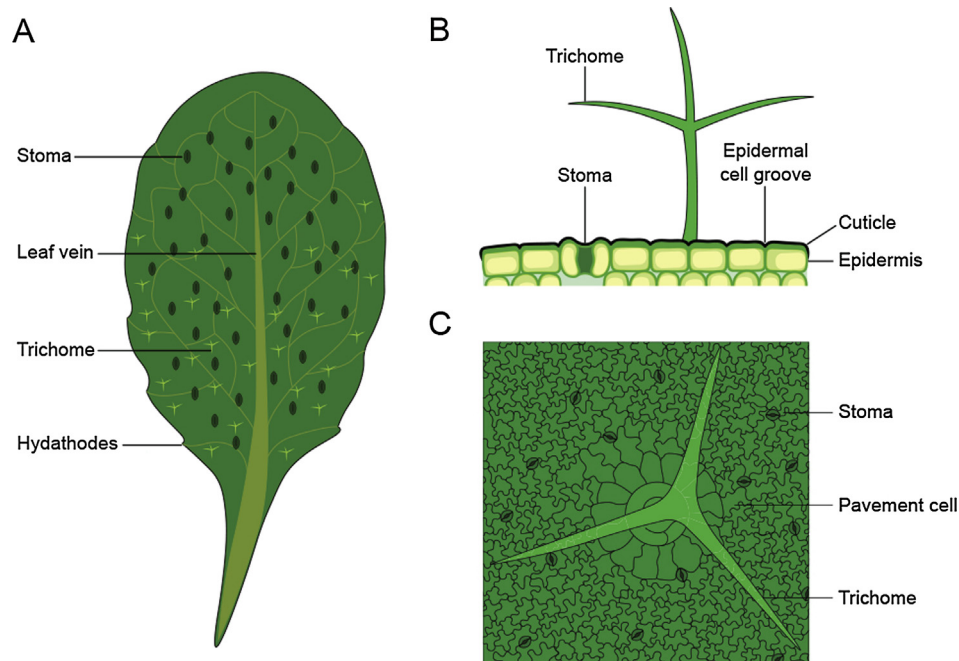 A
Stoma
Leaf vein
Trichome
Hydathodes
B
Trichome
Stoma
Epidermal
cell groove
Cuticle
Epidermis
C
Stoma
Pavement cell
Trichome